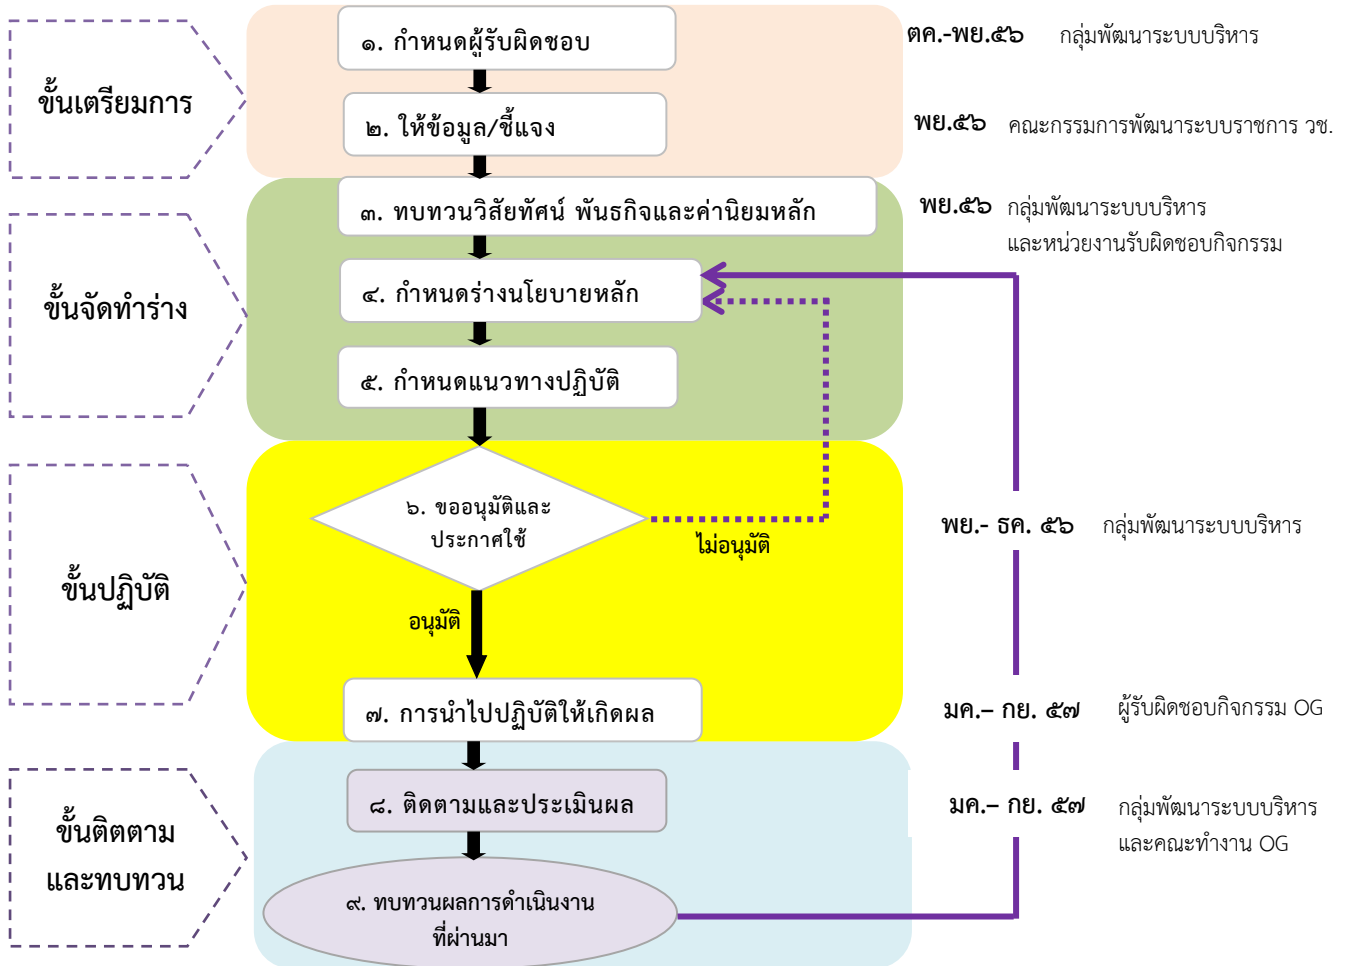 ๑. กำหนดผู้รับผิดชอบ
ตค.-พย.๕๖ กลุ่มพัฒนาระบบบริหาร
ขั้นเตรียมการ
๒. ให้ข้อมูล/ชี้แจง
พย.๕๖ คณะกรรมการพัฒนาระบบราชการ วช.
๓. ทบทวนวิสัยทัศน์ พันธกิจและค่านิยมหลัก
พย.๕๖ กลุ่มพัฒนาระบบบริหาร
และหน่วยงานรับผิดชอบกิจกรรม
ขั้นจัดทำร่าง
๔. กำหนดร่างนโยบายหลัก
๕. กำหนดแนวทางปฏิบัติ
๖. ขออนุมัติและ
ประกาศใช้
ไม่อนุมัติ
พย.- ธค. ๕๖ กลุ่มพัฒนาระบบบริหาร
ขั้นปฏิบัติ
อนุมัติ
๗. การนำไปปฏิบัติให้เกิดผล
มค.– กย. ๕๗ ผู้รับผิดชอบกิจกรรม OG
๘. ติดตามและประเมินผล
มค.– กย. ๕๗ กลุ่มพัฒนาระบบบริหาร
และคณะทำงาน OG
ขั้นติตตาม
และทบทวน
๙. ทบทวนผลการดำเนินงาน
ที่ผ่านมา